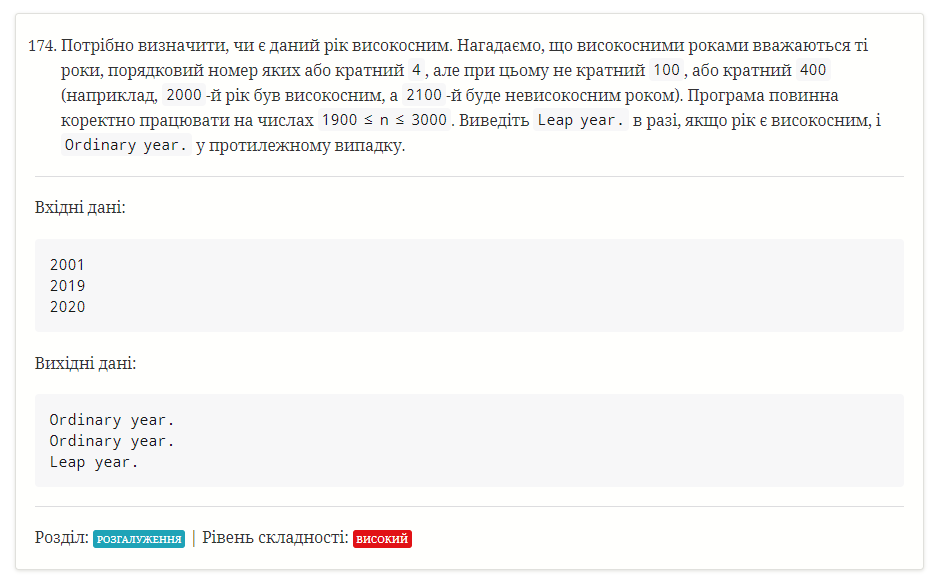 174. Потрібно визначити, чи є даний рік високосним. Нагадаємо, що високосними роками вважаються ті
роки, порядковий номер яких або кратний 4 , але при цьому не кратний 100 , або кратний 400
(наприклад, 2000 -й рік був високосним, а 2100 -й буде невисокосним роком). Програма повинна
коректно працювати на числах 1900 ≤ n ≤ 3000 . Виведіть Leap year. в разі, якщо рік є високосним, і
Ordinary year. у протилежному випадку.
Вхідні дані:
2001
2019
2020
Вихідні дані:
Ordinary year.
Ordinary year.
Leap year.
Розділ: РОЗГАЛУЖЕННЯ | Рівень складності: ВИСОКИЙ